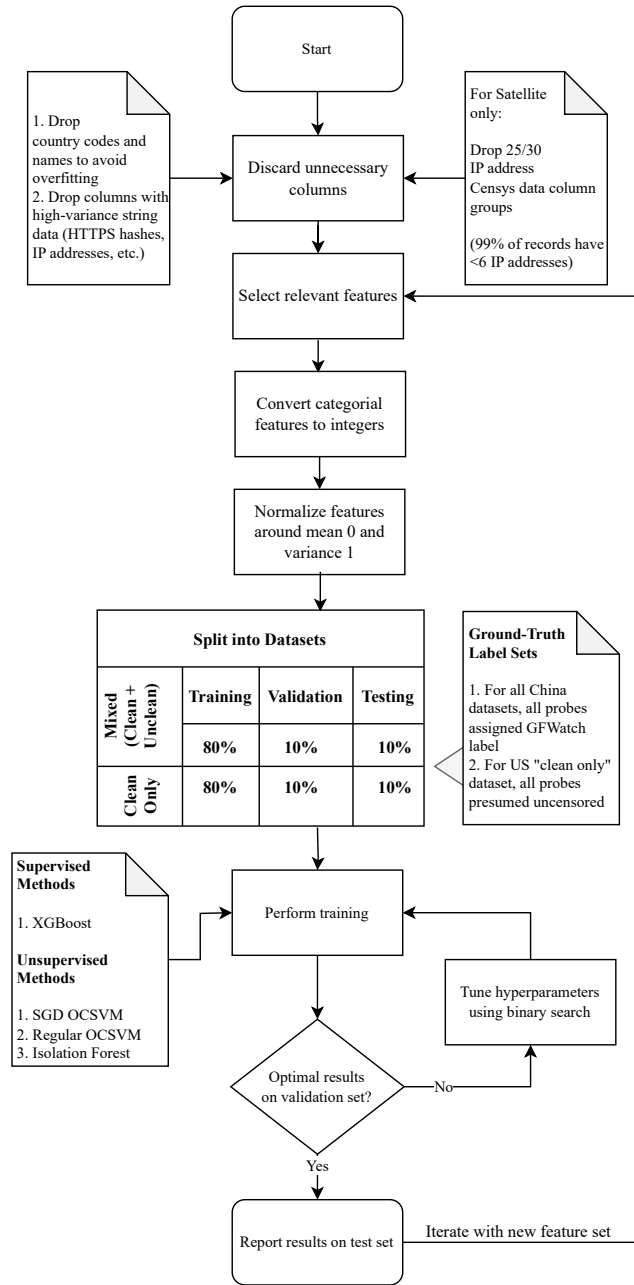 Start
1. Drop
country codes and
names to avoid
overfitting
2. Drop columns with
high-variance string
data (HTTPS hashes,
IP addresses, etc.)
Discard unnecessary
columns
For Satellite
only:
Drop 25/30
IP address
Censys data column
groups
(99% of records have
<6 IP addresses)
Select relevant features
Convert categorial
features to integers
Normalize features
around mean 0 and
variance 1
Split into Datasets
Mixed
(Clean +
Unclean)
Training Validation Testing
80% 10% 10%
Clean
Only
80% 10% 10%
Ground-Truth
Label Sets
1. For all China
datasets, all probes
assigned GFWatch
label
2. For US "clean only"
dataset, all probes
presumed uncensored
Supervised
Methods
1. XGBoost
Unsupervised
Methods
1. SGD OCSVM
2. Regular OCSVM
3. Isolation Forest
Perform training
Tune hyperparameters
using binary search
Optimal results
on validation set?
No
Yes
Report results on test set
Iterate with new feature set